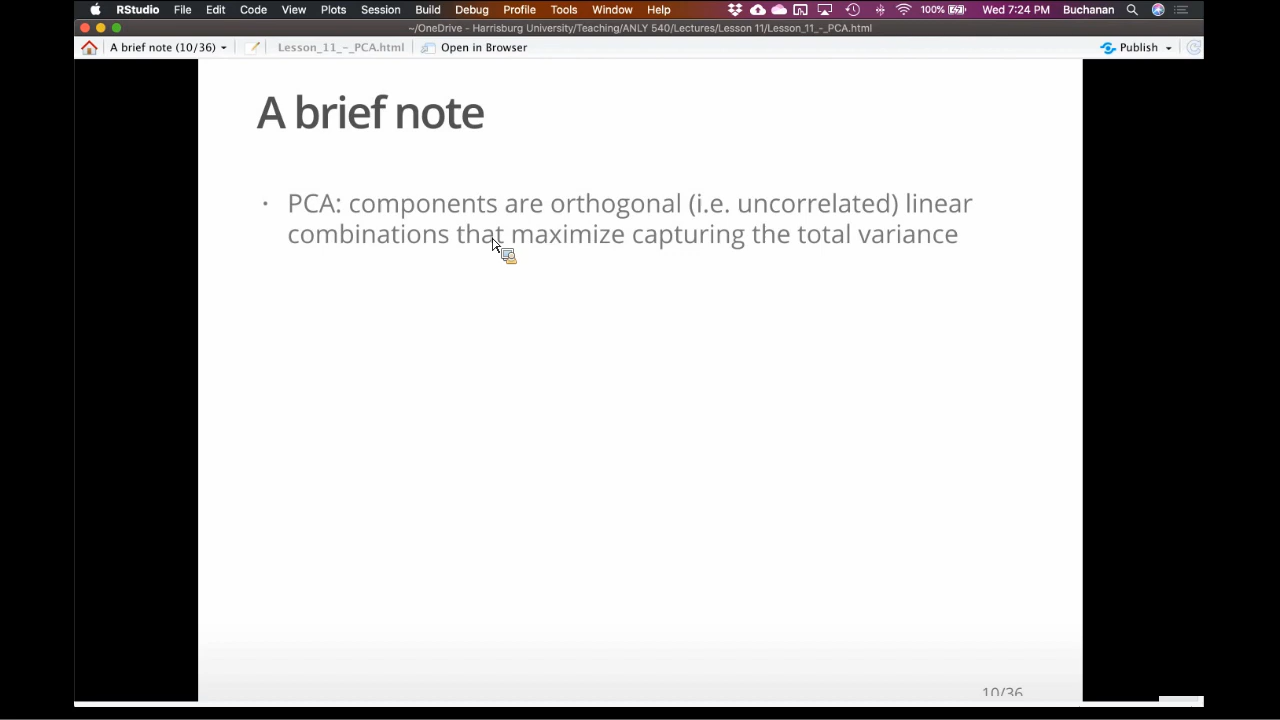 RStudio File Edit Code View Plots Session Build Debug Profile Tools Window Help 100% Wed 7:24 PM Buchanan
~/OneDrive - Harrisburg University/Teaching/ANLY 540/Lectures/Lesson 11/Lesson_11_-_PCA.html
A brief note (10/36) Lesson_11_-_PCA.html Open in Browser Publish
A brief note
• PCA: components are orthogonal (i.e. uncorrelated) linear
combinations that maximize capturing the total variance
10/36